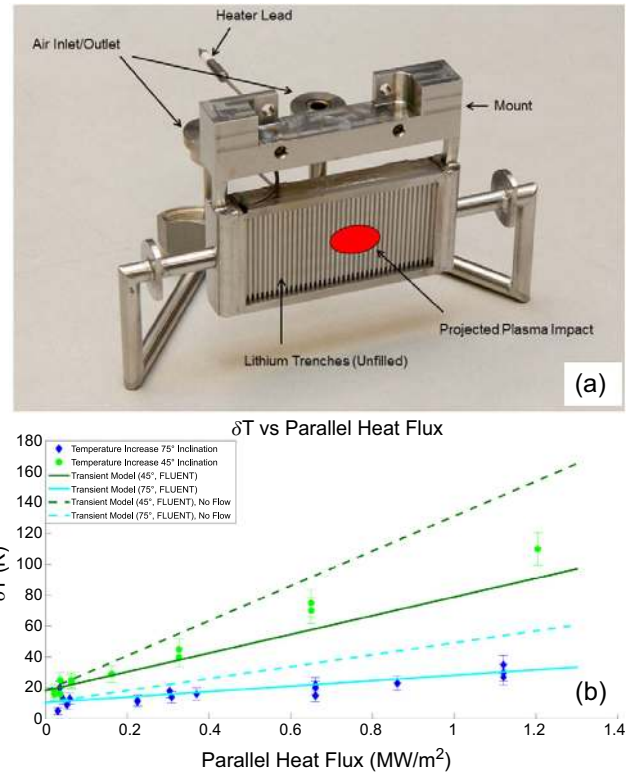 Heater Lead
Air Inlet/Outlet
Mount
Projected Plasma Impact
Lithium Trenches (Unfilled)
(a)
δT vs Parallel Heat Flux
180
160
140
120
100
80
60
40
20
0
Temperature Increase 75° Inclination
Temperature Increase 45° Inclination
Transient Model (45°, FLUENT)
Transient Model (75°, FLUENT)
Transient Model (45°, FLUENT), No Flow
Transient Model (75°, FLUENT), No Flow
δT (K)
(b)
0 0.2 0.4 0.6 0.8 1 1.2 1.4
Parallel Heat Flux (MW/m²)